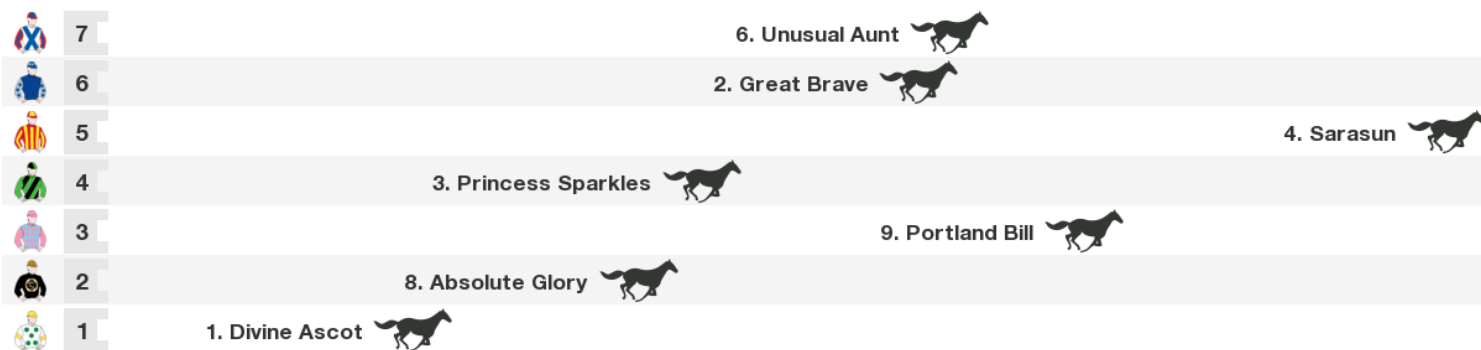 7 6. Unusual Aunt
6 2. Great Brave
5 4. Sarasun
4 3. Princess Sparkles
3 9. Portland Bill
2 8. Absolute Glory
1 1. Divine Ascot